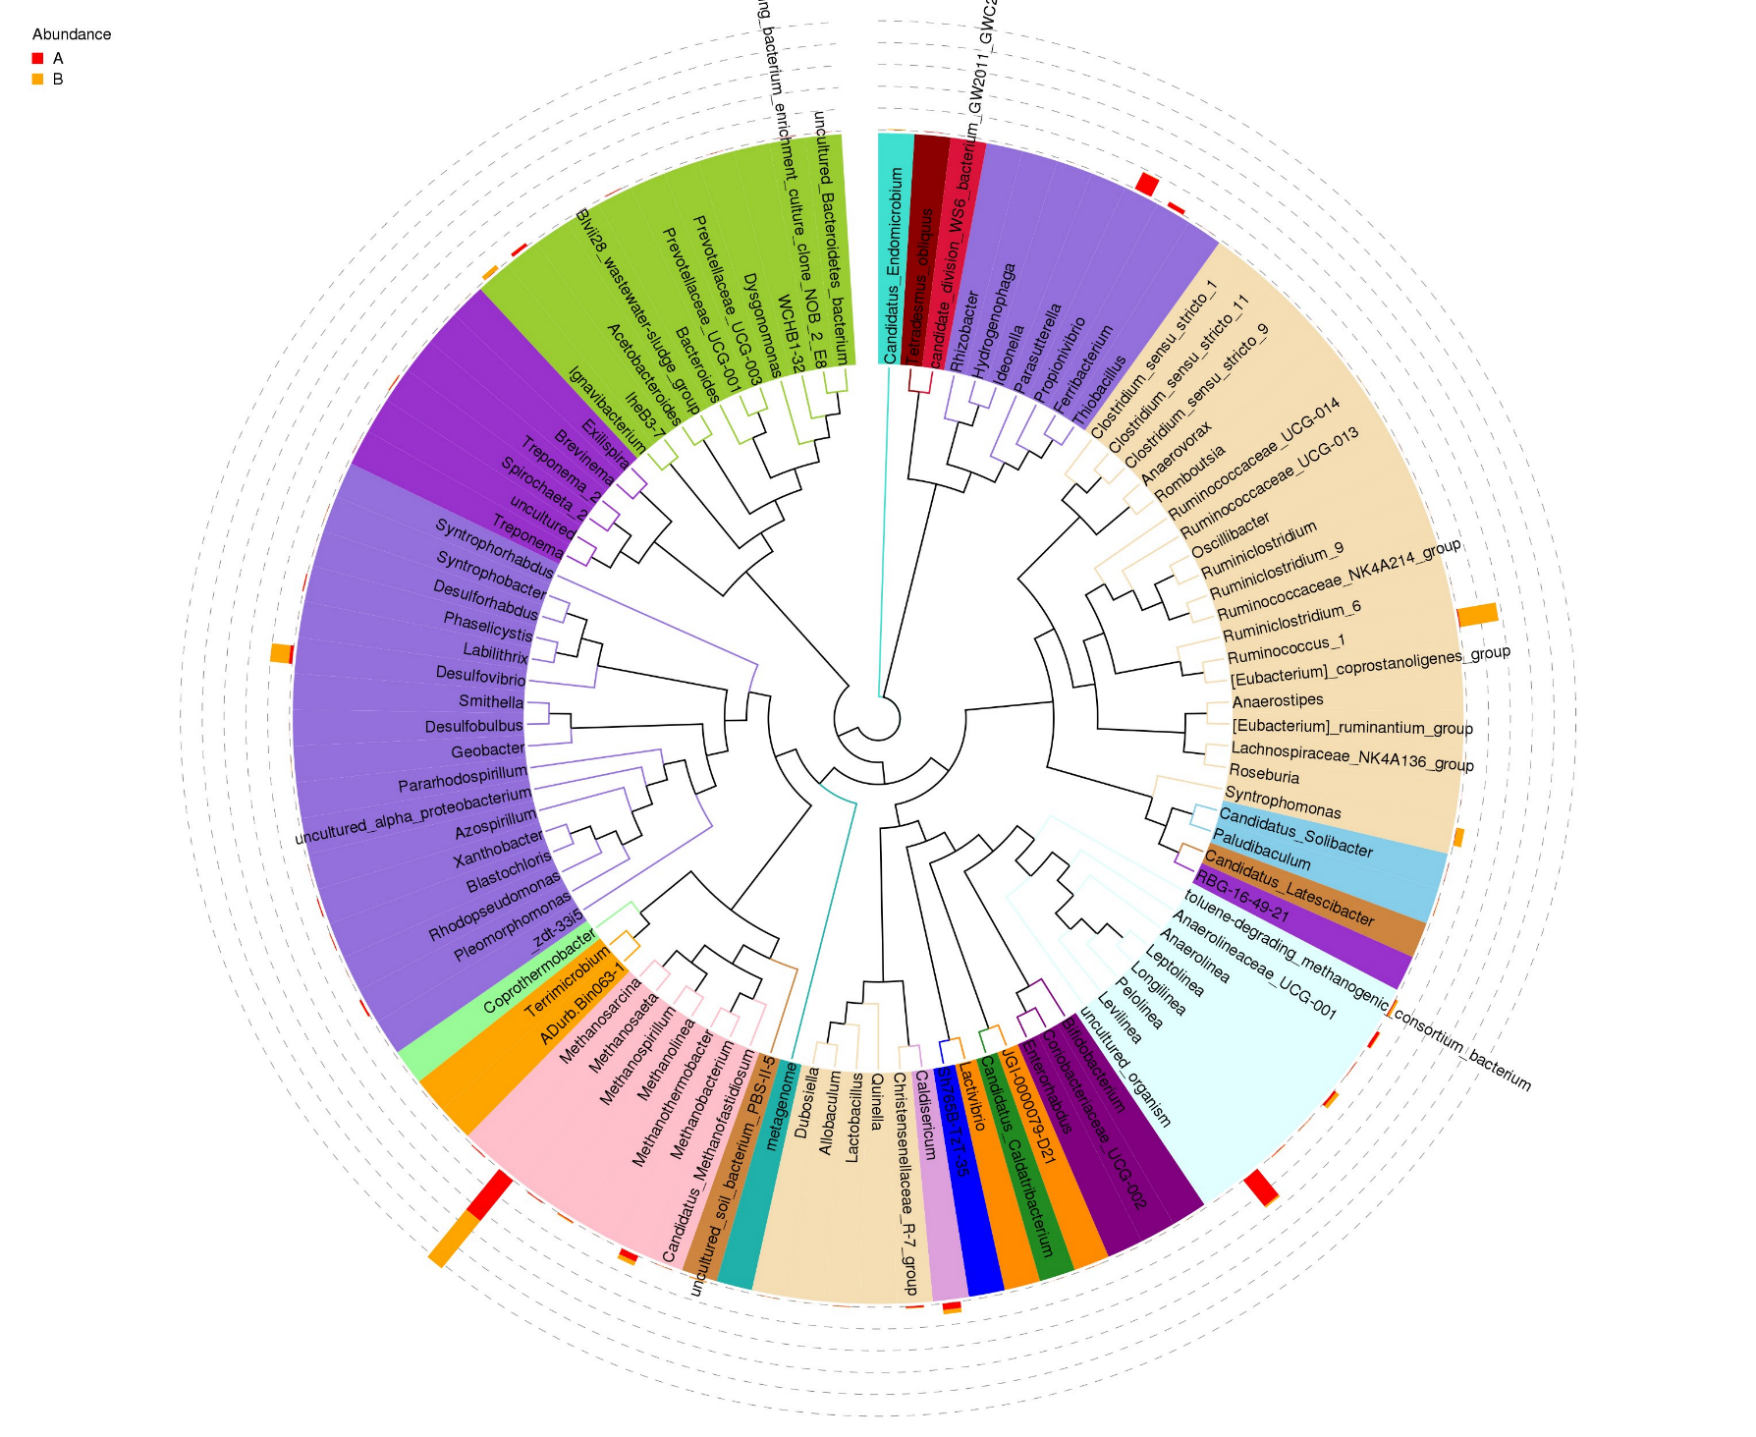 Abundance
A
B
Candidatus_Endomicrobium
Tetradesmus_obliquus
candidate_division_WS6_bacterium_GW2011_GWC2
Rhizobacter
Hydrogenophaga
Ideonella
Parasutterella
Propionivibrio
Ferribacterium
Thiobacillus
Clostridium_sensu_stricto_1
Clostridium_sensu_stricto_11
Clostridium_sensu_stricto_9
Anaerovorax
Romboutsia
Ruminococcaceae_UCG-014
Ruminococcaceae_UCG-013
Oscillibacter
Ruminiclostridium
Ruminiclostridium_9
Ruminococcaceae_NK4A214_group
Ruminiclostridium_6
Ruminococcus_1
[Eubacterium]_coprostanoligenes_group
Anaerostipes
[Eubacterium]_ruminantium_group
Lachnospiraceae_NK4A136_group
Roseburia
Syntrophomonas
Candidatus_Solibacter
Paludibaculum
Candidatus_Latescibacter
RBG-16-49-21
toluene-degrading_methanogenic_consortium_bacterium
Anaerolineaceae_UCG-001
Anaerolinea
Leptolinea
Longilinea
Pelolinea
Levilinea
uncultured_organism
Bifidobacterium
Coriobacteriaceae_UCG-002
Enterorhabdus
JGI-0000079-D21
Candidatus_Caldatribacterium
Lactivibrio
Sh765B-TzT-35
Caldisericum
Christensenellaceae_R-7_group
Quinella
Lactobacillus
Allobaculum
Dubosiella
metagenome
uncultured_soil_bacterium_PBS-II-5
Candidatus_Methanofastidiosum
Methanobacterium
Methanothermobacter
Methanolinea
Methanospirillum
Methanosaeta
Methanosarcina
ADurb.Bin063-1
Terrimicrobium
Coprothermobacter
_zdt-33i5
Pleomorphomonas
Rhodopseudomonas
Blastochloris
Xanthobacter
Azospirillum
uncultured_alpha_proteobacterium
Pararhodospirillum
Geobacter
Desulfobulbus
Smithella
Desulfovibrio
Labilithrix
Phaselicystis
Desulforhabdus
Syntrophobacter
Syntrophorhabdus
Treponema
uncultured
Spirochaeta_2
Treponema_2
Brevinema
Exilispira
Ignavibacterium
IheB3-7
Acetobacteroides
Blvii28_wastewater-sludge_group
Bacteroides
Prevotellaceae_UCG-001
Prevotellaceae_UCG-003
Dysgonomonas
WCHB1-32
ng_bacterium_enrichment_culture_clone_NOB_2_E8
uncultured_Bacteroidetes_bacterium